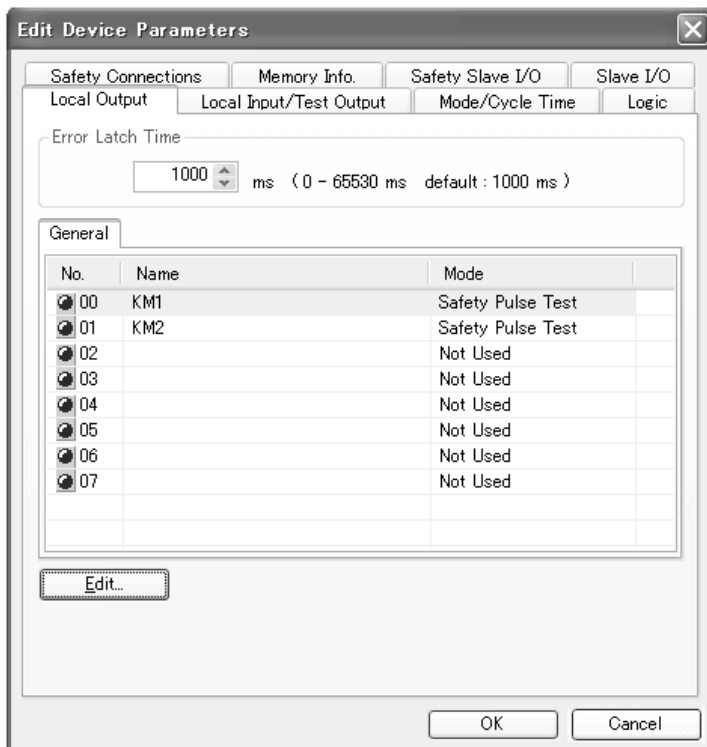 Edit Device Parameters
Safety Connections Memory Info. Safety Slave I/O Slave I/O
Local Output Local Input/Test Output Mode/Cycle Time Logic
Error Latch Time
1000 ms ( 0 - 65530 ms default : 1000 ms )
General
No. Name Mode
00 KM1 Safety Pulse Test
01 KM2 Safety Pulse Test
02 Not Used
03 Not Used
04 Not Used
05 Not Used
06 Not Used
07 Not Used
Edit...
OK Cancel